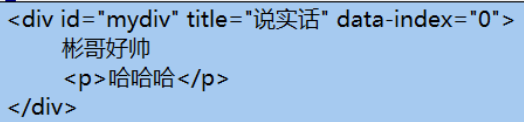 <div id="mydiv" title="说实话" data-index="0">
彬哥好帅
<p>哈哈哈</p>
</div>